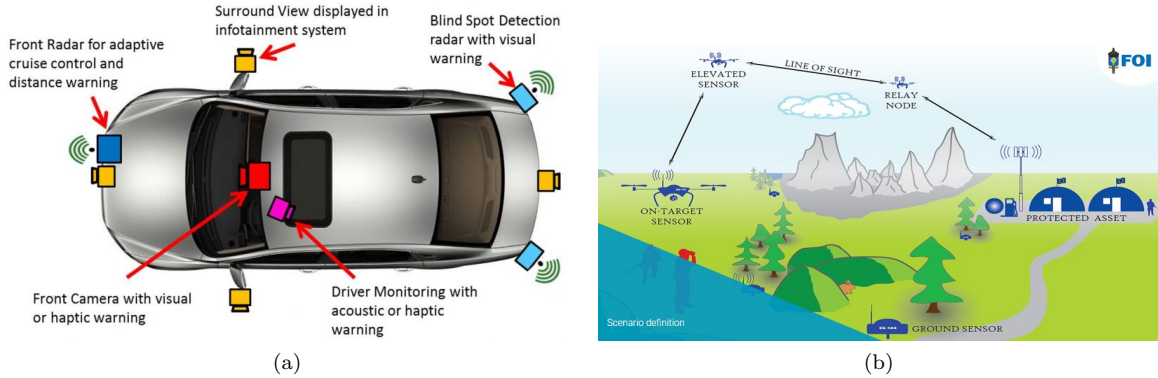 Surround View displayed in
infotainment system
Blind Spot Detection
radar with visual
warning
Front Radar for adaptive
cruise control and
distance warning
Front Camera with visual
or haptic warning
Driver Monitoring with
acoustic or haptic
warning
(a)
FOI
ELEVATED
SENSOR
LINE OF SIGHT
RELAY
NODE
ON-TARGET
SENSOR
PROTECTED ASSET
Scenario definition
GROUND SENSOR
(b)